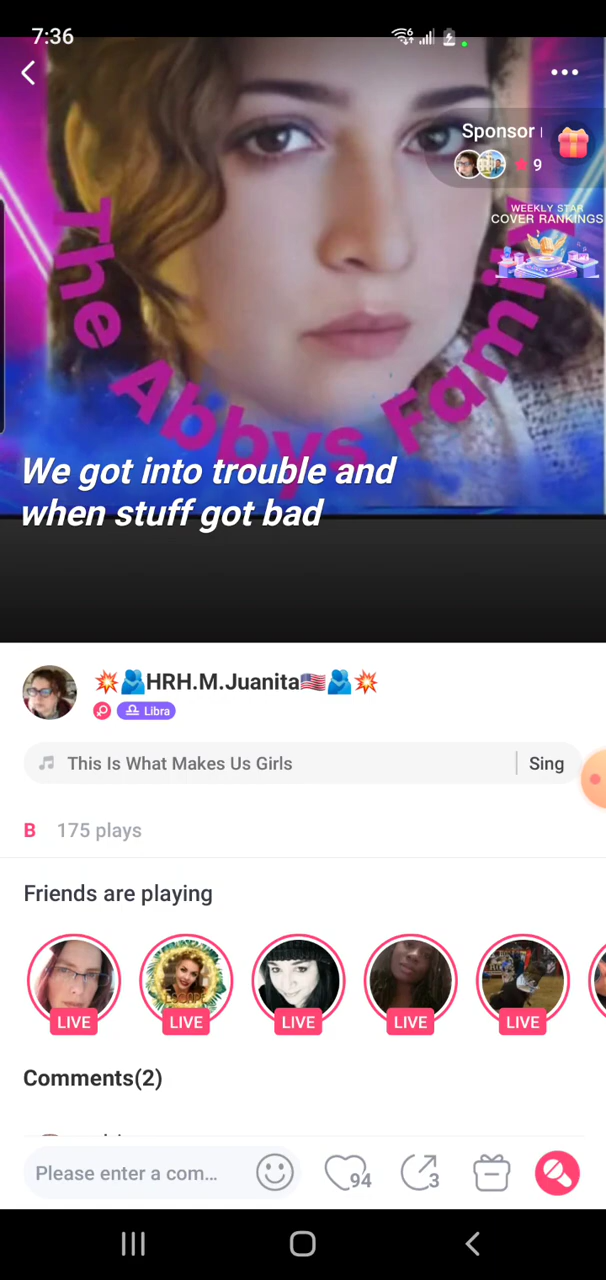 7:36
Sponsor
9
WEEKLY STAR
COVER RANKINGS
The Abbys Family
We got into trouble and
when stuff got bad
💥🫂HRH.M.Juanita🇺🇸🫂💥
Libra
This Is What Makes Us Girls
Sing
B 175 plays
Friends are playing
LIVE LIVE LIVE LIVE LIVE
Comments(2)
Please enter a com...
94
3